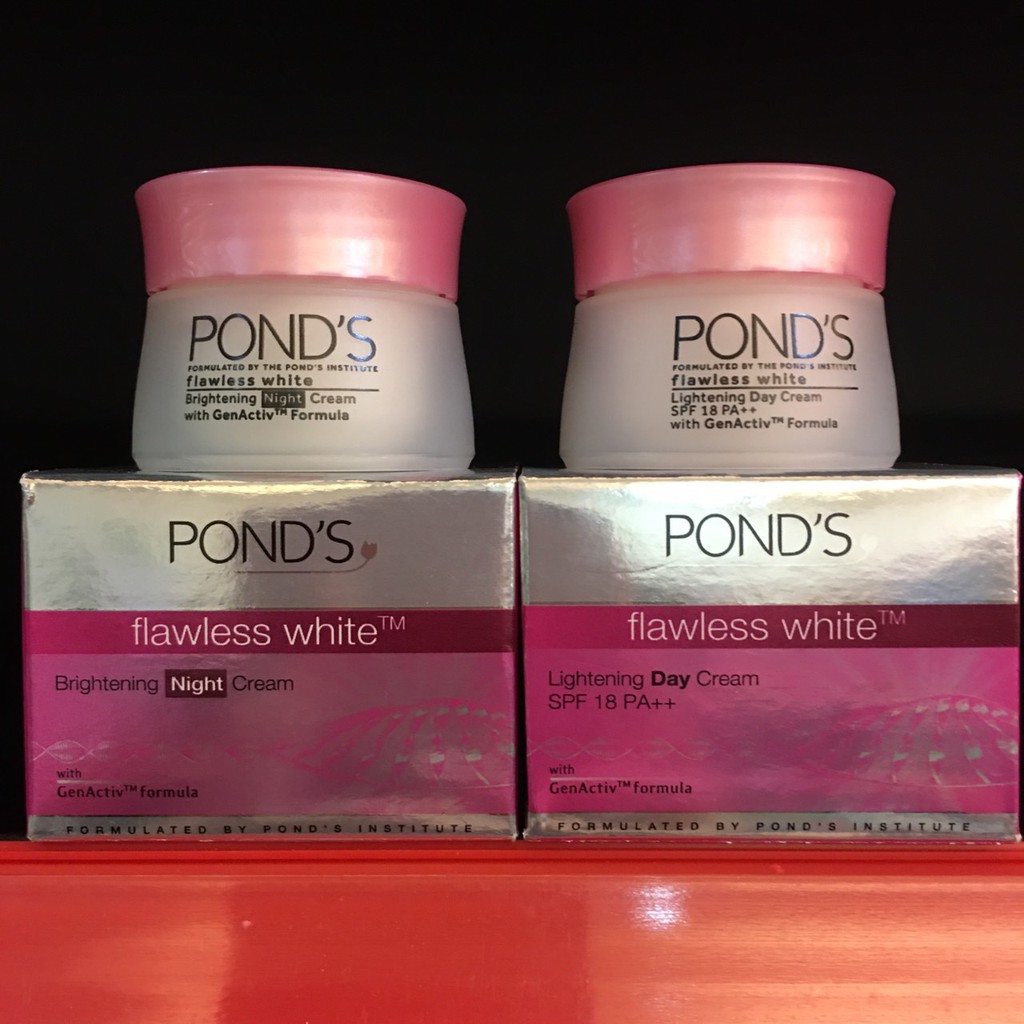 POND'S
FORMULATED BY THE POND'S INSTITUTE
flawless white
Brightening Night Cream
with GenActiv™ Formula
POND'S
FORMULATED BY THE POND'S INSTITUTE
flawless white
Lightening Day Cream
SPF 18 PA++
with GenActiv™ Formula
POND'S
flawless white™
Brightening Night Cream
with
GenActiv™ formula
FORMULATED BY POND'S INSTITUTE
POND'S
flawless white™
Lightening Day Cream
SPF 18 PA++
with
GenActiv™ formula
FORMULATED BY POND'S INSTITUTE